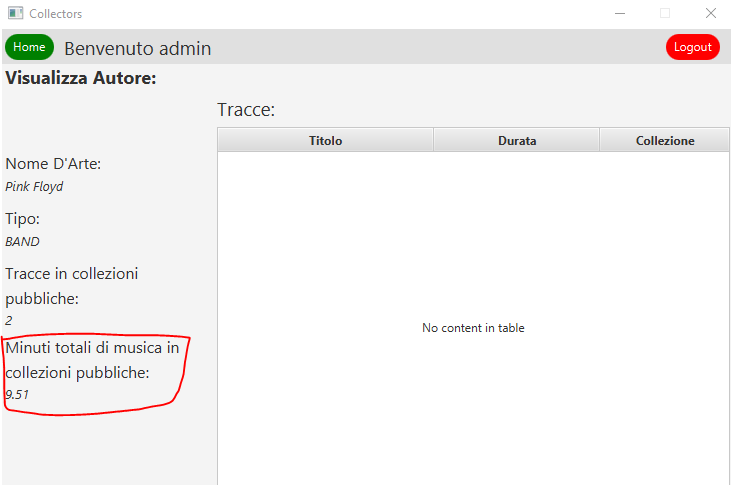 Collectors
Home Benvenuto admin Logout
Visualizza Autore:
Tracce:
Titolo Durata Collezione
Nome D'Arte:
Pink Floyd
Tipo:
BAND
Tracce in collezioni
pubbliche:
2
No content in table
Minuti totali di musica in
collezioni pubbliche:
9.51